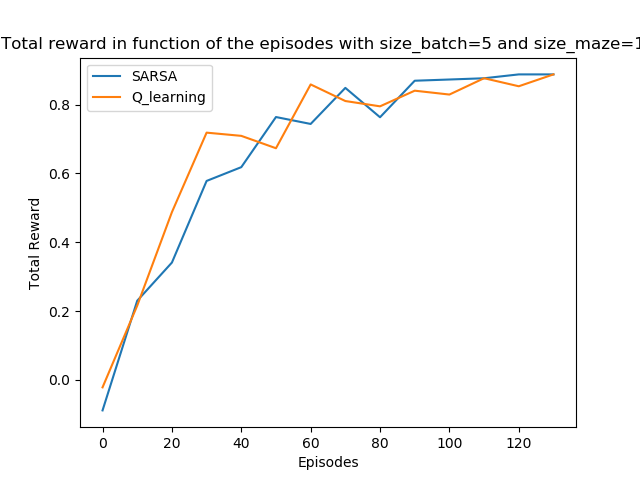 Total reward in function of the episodes with size_batch=5 and size_maze=1
SARSA
Q_learning
Total Reward
0.8
0.6
0.4
0.2
0.0
0 20 40 60 80 100 120
Episodes